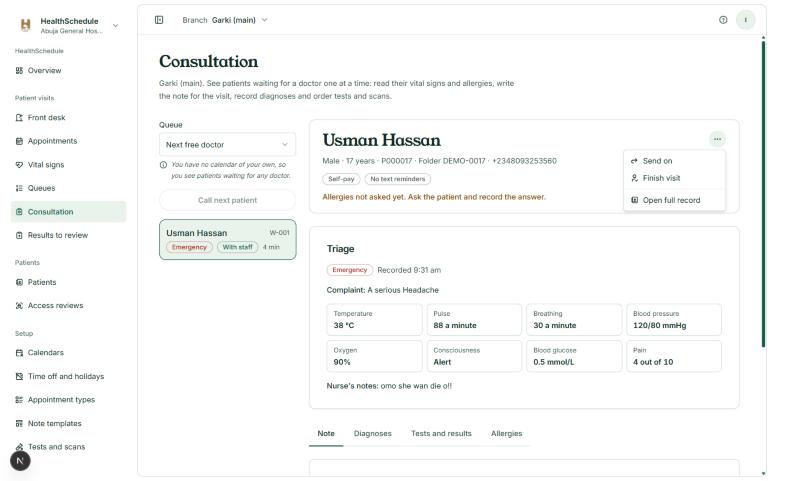 HealthSchedule
Abuja General Hos...
HealthSchedule
Overview
Patient visits
Front desk
Appointments
Vital signs
Queues
Consultation
Results to review
Patients
Patients
Access reviews
Setup
Calendars
Time off and holidays
Appointment types
Note templates
Tests and scans
N
Branch Garki (main)
I
Consultation
Garki (main). See patients waiting for a doctor one at a time: read their vital signs and allergies, write
the note for the visit, record diagnoses and order tests and scans.
Queue
Next free doctor
You have no calendar of your own, so
you see patients waiting for any doctor.
Call next patient
Usman Hassan W-001
Emergency With staff 4 min
Usman Hassan
Male · 17 years · P000017 · Folder DEMO-0017 · +2348093253560
Self-pay No text reminders
Allergies not asked yet. Ask the patient and record the answer.
Send on
Finish visit
Open full record
Triage
Emergency Recorded 9:31 am
Complaint: A serious Headache
Temperature Pulse Breathing Blood pressure
38 °C 88 a minute 30 a minute 120/80 mmHg
Oxygen Consciousness Blood glucose Pain
90% Alert 0.5 mmol/L 4 out of 10
Nurse's notes: omo she wan die o!!
Note Diagnoses Tests and results Allergies